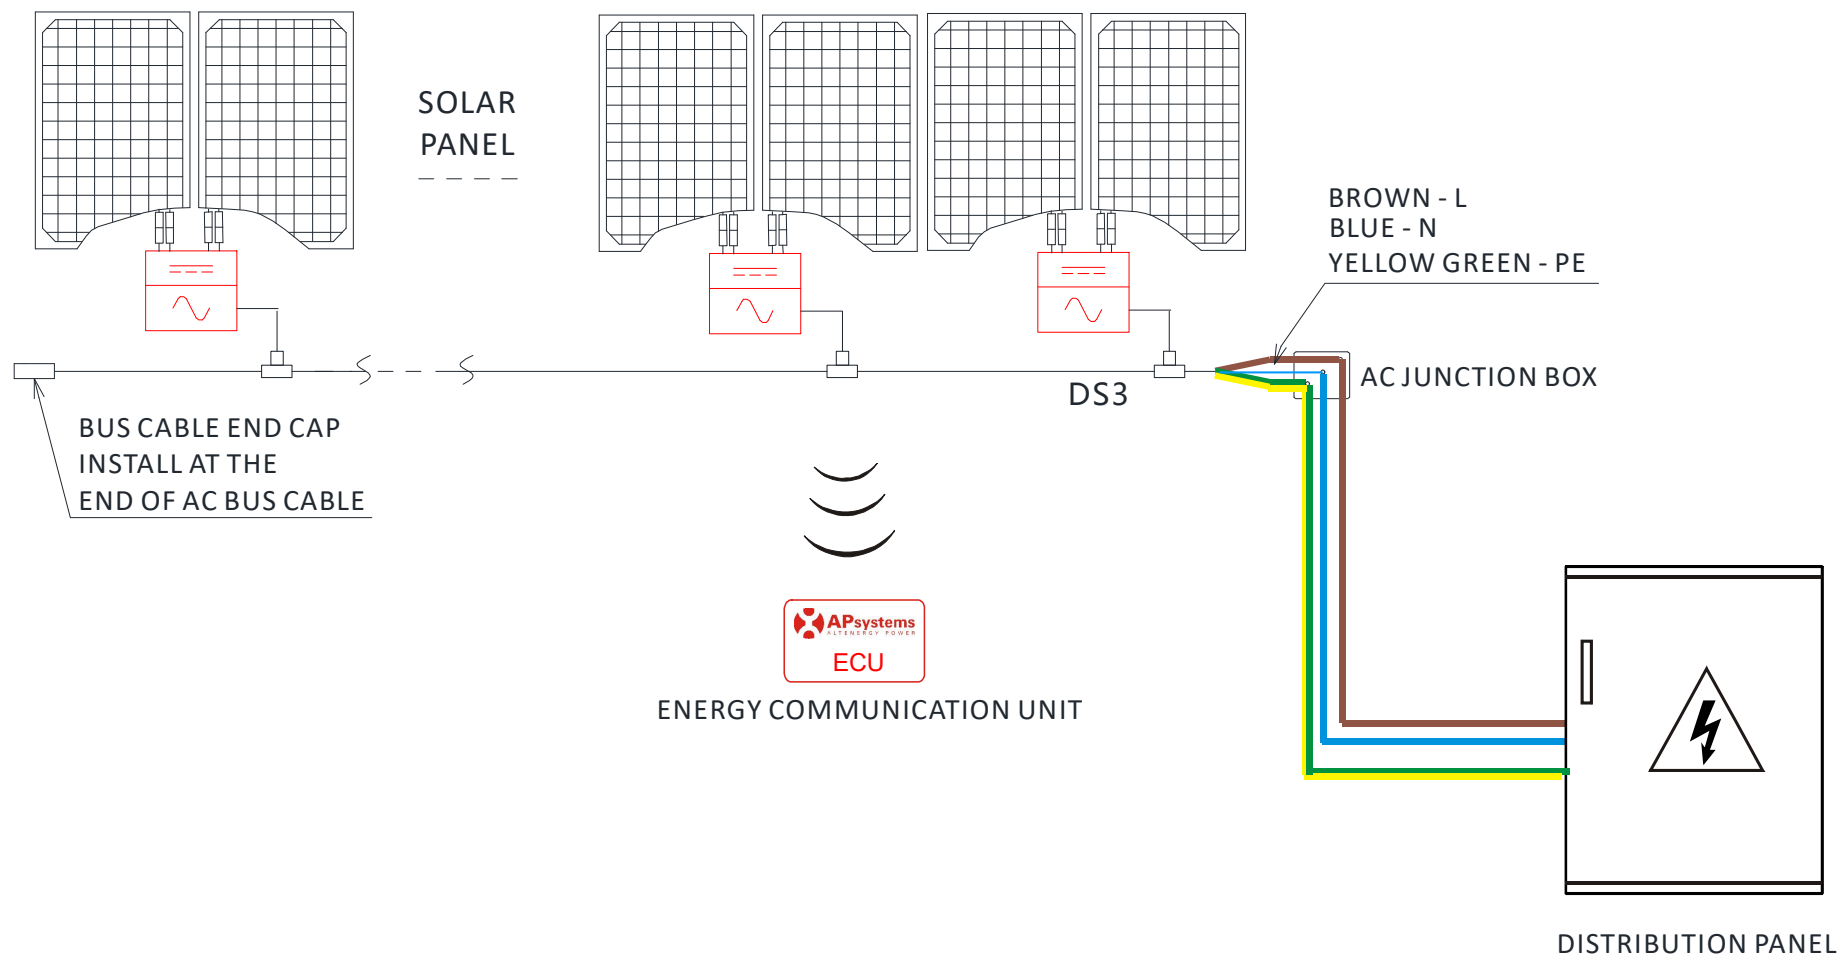 SOLAR
PANEL
BROWN - L
BLUE - N
YELLOW GREEN - PE
AC JUNCTION BOX
DS3
BUS CABLE END CAP
INSTALL AT THE
END OF AC BUS CABLE
APsystems
ALTENERGY POWER
ECU
ENERGY COMMUNICATION UNIT
DISTRIBUTION PANEL